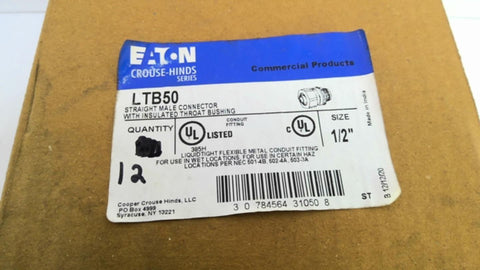 EATON
CROUSE-HINDS
SERIES
Commercial Products
LTB50
STRAIGHT MALE CONNECTOR
WITH INSULATED THROAT BUSHING
QUANTITY
12
UL LISTED
385H
CONDUIT
FITTING
C UL
SIZE
1/2"
Made in India
LIQUIDTIGHT FLEXIBLE METAL CONDUIT FITTING
FOR USE IN WET LOCATIONS. FOR USE IN CERTAIN HAZ
LOCATIONS PER NEC 501-4B, 502-4A, 503-3A
Cooper Crouse Hinds, LLC
PO Box 4999
Syracuse, NY 13221
3 0 784564 31050 8
ST